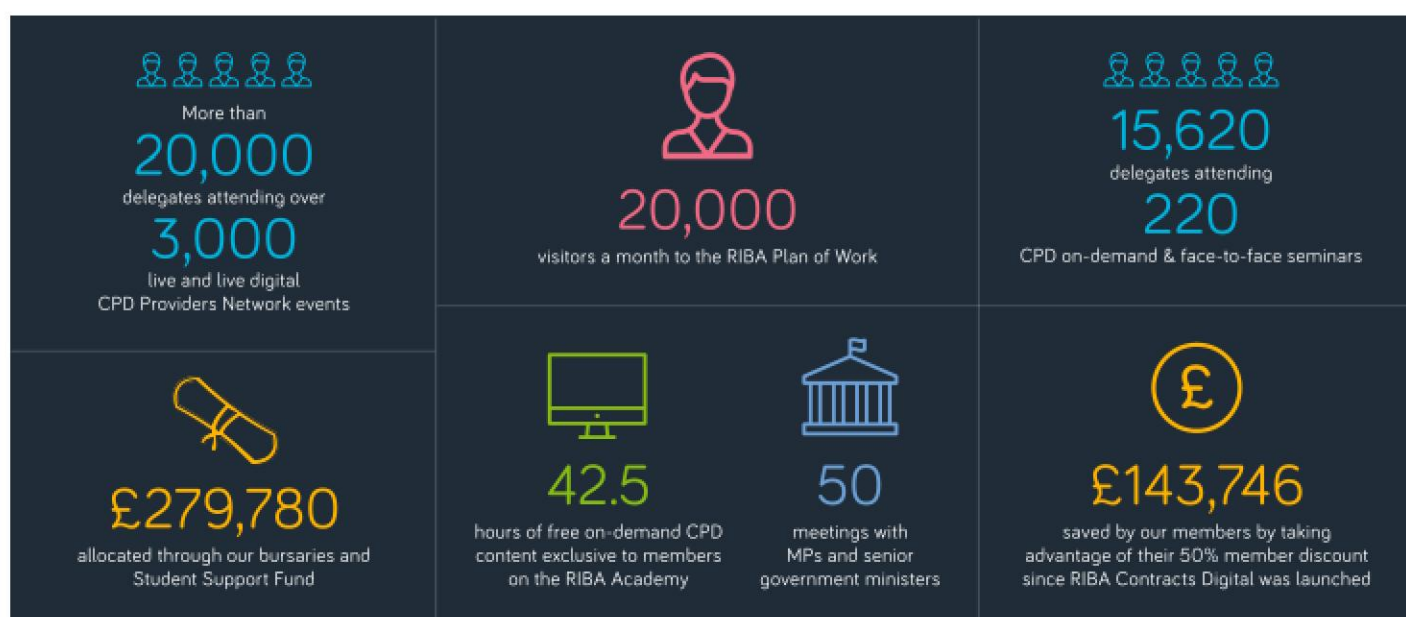 More than
20,000
delegates attending over
3,000
live and live digital
CPD Providers Network events
20,000
visitors a month to the RIBA Plan of Work
15,620
delegates attending
220
CPD on-demand & face-to-face seminars
£279,780
allocated through our bursaries and
Student Support Fund
42.5
hours of free on-demand CPD
content exclusive to members
on the RIBA Academy
50
meetings with
MPs and senior
government ministers
£
£143,746
saved by our members by taking
advantage of their 50% member discount
since RIBA Contracts Digital was launched